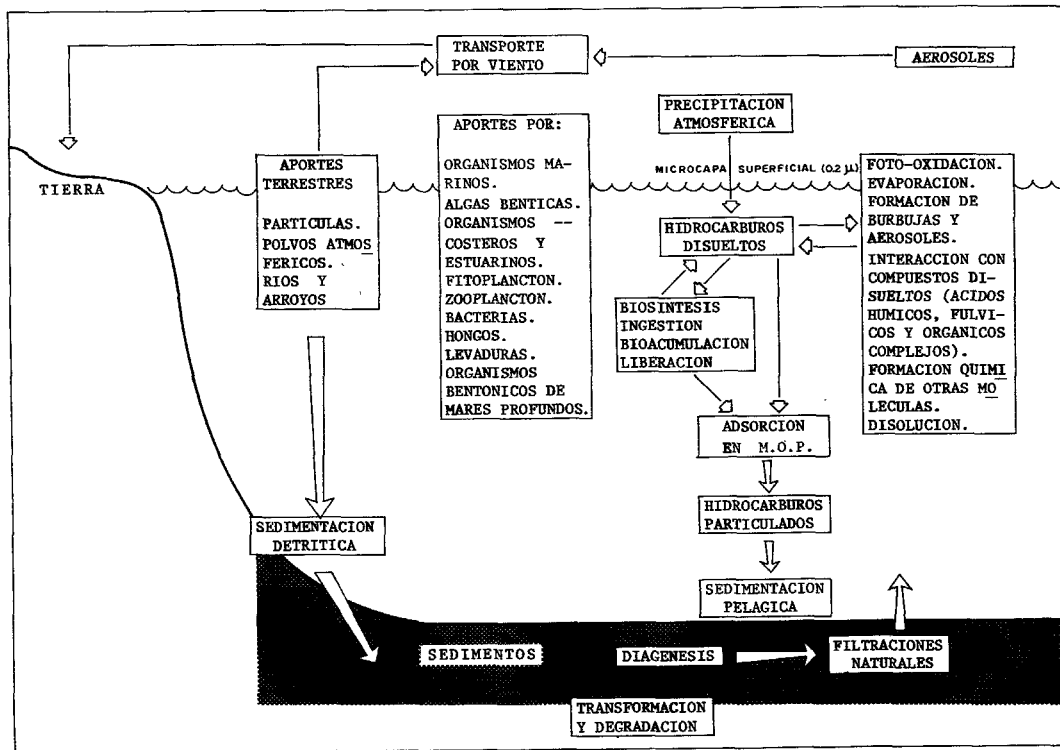 TRANSPORTE
POR VIENTO
AEROSOLES
PRECIPITACION
ATMOSFERICA
APORTES POR:
ORGANISMOS MA-
RINOS.
ALGAS BENTICAS.
ORGANISMOS --
COSTEROS Y
ESTUARINOS.
FITOPLANCTON.
ZOOPLANCTON.
BACTERIAS.
HONGOS.
LEVADURAS.
ORGANISMOS
BENTONICOS DE
MARES PROFUNDOS.
TIERRA
APORTES
TERRESTRES
PARTICULAS.
POLVOS ATMOS
FERICOS.
RIOS Y
ARROYOS
MICROCAPA SUPERFICIAL (0.2 µ)
HIDROCARBUROS
DISUELTOS
FOTO-OXIDACION.
EVAPORACION.
FORMACION DE
BURBUJAS Y
AEROSOLES.
INTERACCION CON
COMPUESTOS DI-
SUELTOS (ACIDOS
HUMICOS, FULVI-
COS Y ORGANICOS
COMPLEJOS).
FORMACION QUIMI
CA DE OTRAS MO
LECULAS.
DISOLUCION.
BIOSINTESIS
INGESTION
BIOACUMULACION
LIBERACION
ADSORCION
EN M.O.P.
HIDROCARBUROS
PARTICULADOS
SEDIMENTACION
DETRITICA
SEDIMENTACION
PELAGICA
SEDIMENTOS
DIAGENESIS
FILTRACIONES
NATURALES
TRANSFORMACION
Y DEGRADACION